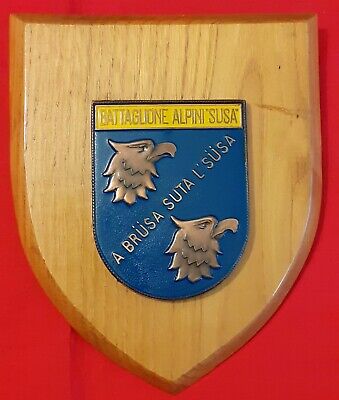 BATTAGLIONE ALPINI "SUSA"
A BRÜSA SUTA L'SÜSA